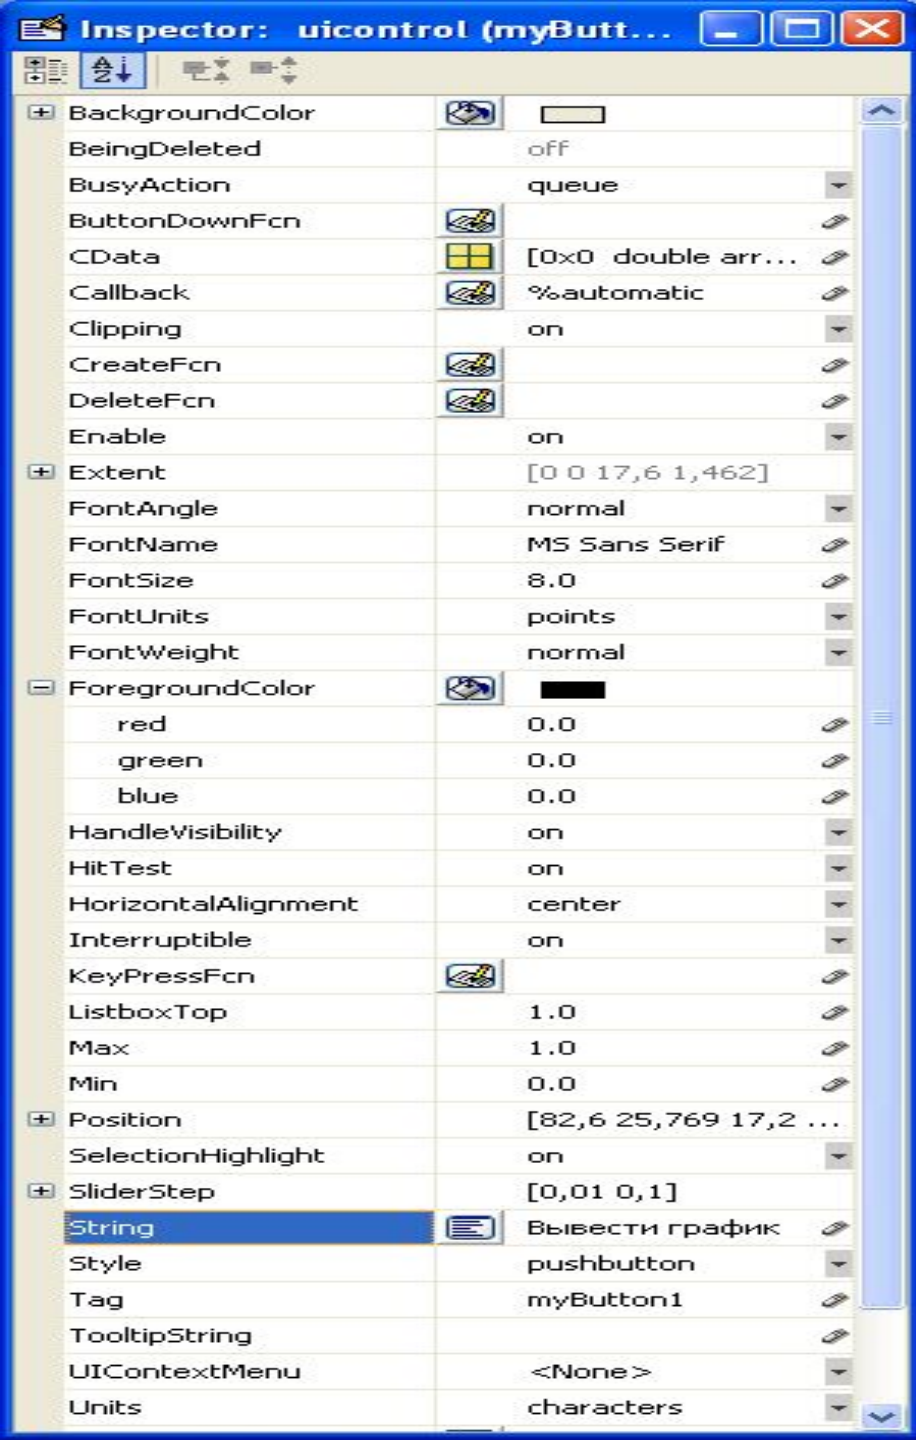 Inspector: uicontrol (myButt...
BackgroundColor
BeingDeleted off
BusyAction queue
ButtonDownFcn
CData [0x0 double arr...
Callback %automatic
Clipping on
CreateFcn
DeleteFcn
Enable on
Extent [0 0 17,6 1,462]
FontAngle normal
FontName MS Sans Serif
FontSize 8.0
FontUnits points
FontWeight normal
ForegroundColor
red 0.0
green 0.0
blue 0.0
HandleVisibility on
HitTest on
HorizontalAlignment center
Interruptible on
KeyPressFcn
ListboxTop 1.0
Max 1.0
Min 0.0
Position [82,6 25,769 17,2 ...
SelectionHighlight on
SliderStep [0,01 0,1]
String Вывести график
Style pushbutton
Tag myButton1
TooltipString
UIContextMenu <None>
Units characters